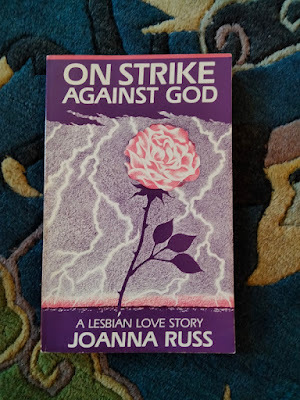 ON STRIKE
AGAINST GOD
A LESBIAN LOVE STORY
JOANNA RUSS